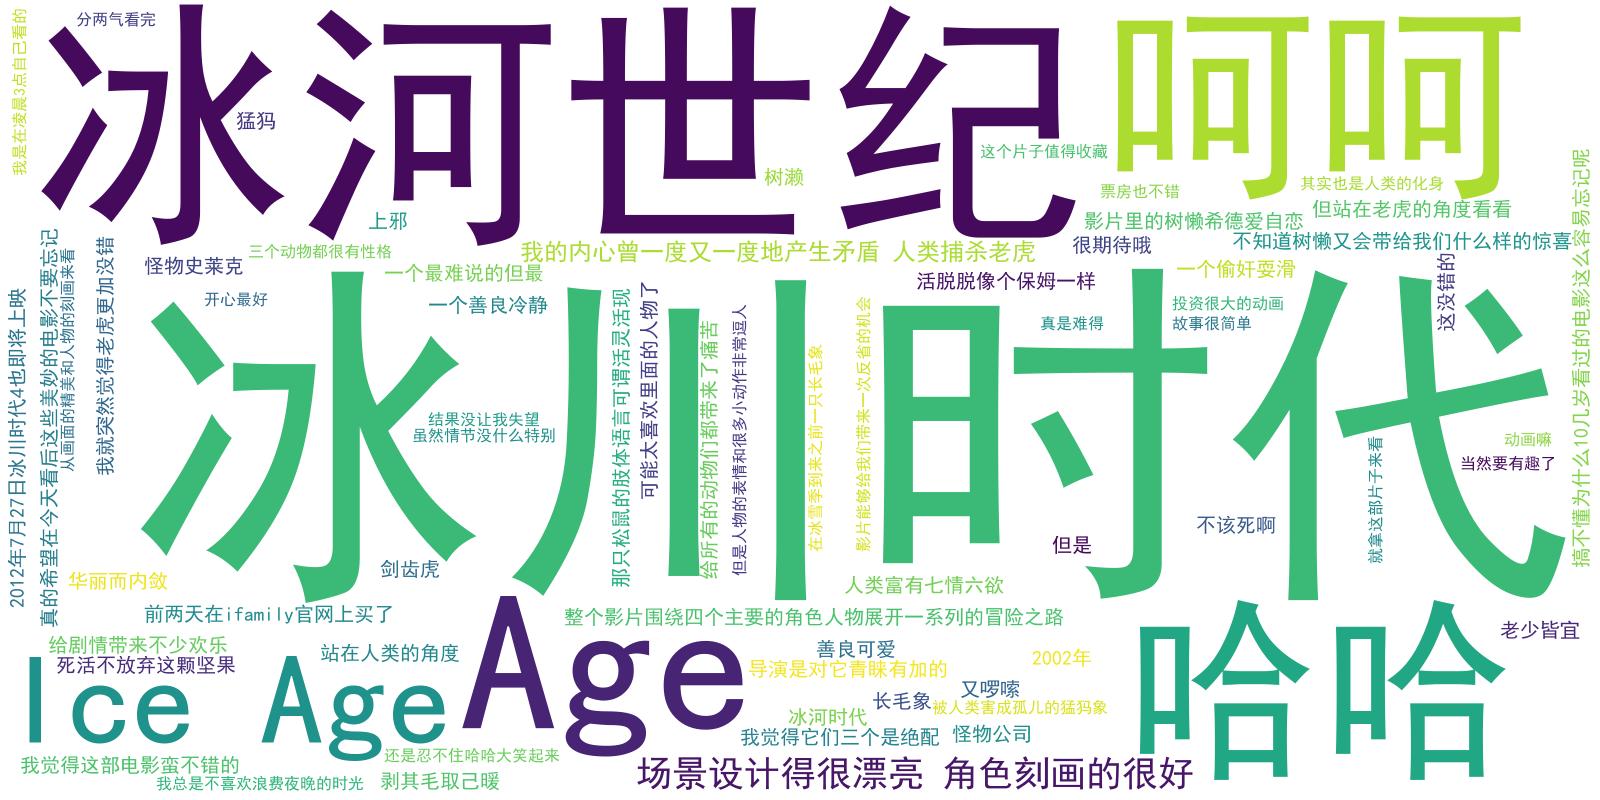 冰河世纪
呵呵
分两气看完
我是在凌晨3点自己看的
猛犸
树濑
上邪
这个片子值得收藏
票房也不错
其实也是人类的化身
影片里的树懒希德爱自恋
但站在老虎的角度看看
搞不懂为什么10几岁看过的电影这么容易忘记呢
三个动物都很有性格
我的内心曾一度又一度地产生矛盾
人类捕杀老虎
很期待哦
不知道树懒又会带给我们什么样的惊喜
怪物史莱克
一个最难说的但最
活脱脱像个保姆一样
一个偷奸耍滑
这没错的
开心最好
一个善良冷静
投资很大的动画
真是难得
故事很简单
2012年7月27日冰川时代4也即将上映
真的希望在今天看后这些美妙的电影不要忘记
从画面的精美和人物的刻画来看
我就突然觉得老虎更加没错
冰川时代
结果没让我失望
虽然情节没什么特别
那只松鼠的肢体语言可谓活灵活现
可能太喜欢里面的人物了
给所有的动物们都带来了痛苦
但是人物的表情和很多小动作非常逗人
在冰雪季到来之前一只长毛象
影片能够给我们带来一次反省的机会
就拿这部片子来看
动画嘛
当然要有趣了
不该死啊
但是
剑齿虎
华丽而内敛
人类富有七情六欲
前两天在ifamily官网上买了
整个影片围绕四个主要的角色人物展开一系列的冒险之路
老少皆宜
给剧情带来不少欢乐
死活不放弃这颗坚果
站在人类的角度
Ice Age
Age
善良可爱
导演是对它青睐有加的
2002年
哈哈
又啰嗦
长毛象
被人类害成孤儿的猛犸象
冰河时代
我觉得它们三个是绝配
怪物公司
还是忍不住哈哈大笑起来
我觉得这部电影蛮不错的
我总是不喜欢浪费夜晚的时光
剥其毛取己暖
场景设计得很漂亮
角色刻画的很好